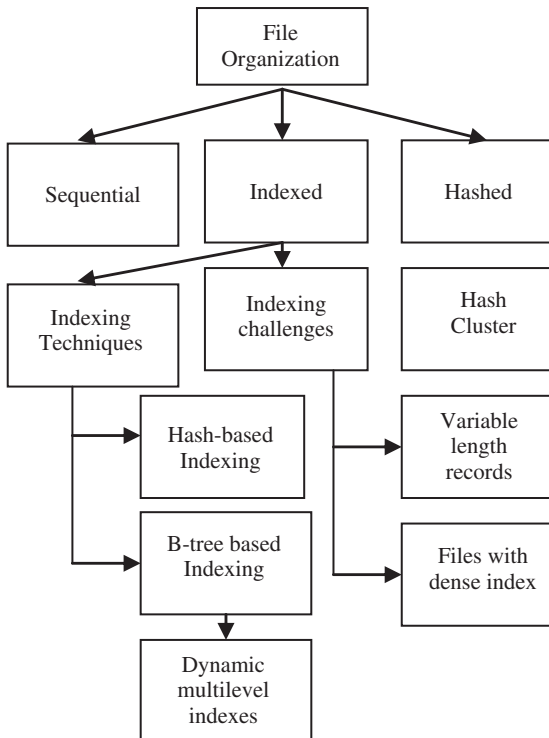 File
Organization
Sequential
Indexed
Hashed
Indexing
Techniques
Indexing
challenges
Hash
Cluster
Hash-based
Indexing
Variable
length
records
B-tree based
Indexing
Files with
dense index
Dynamic
multilevel
indexes